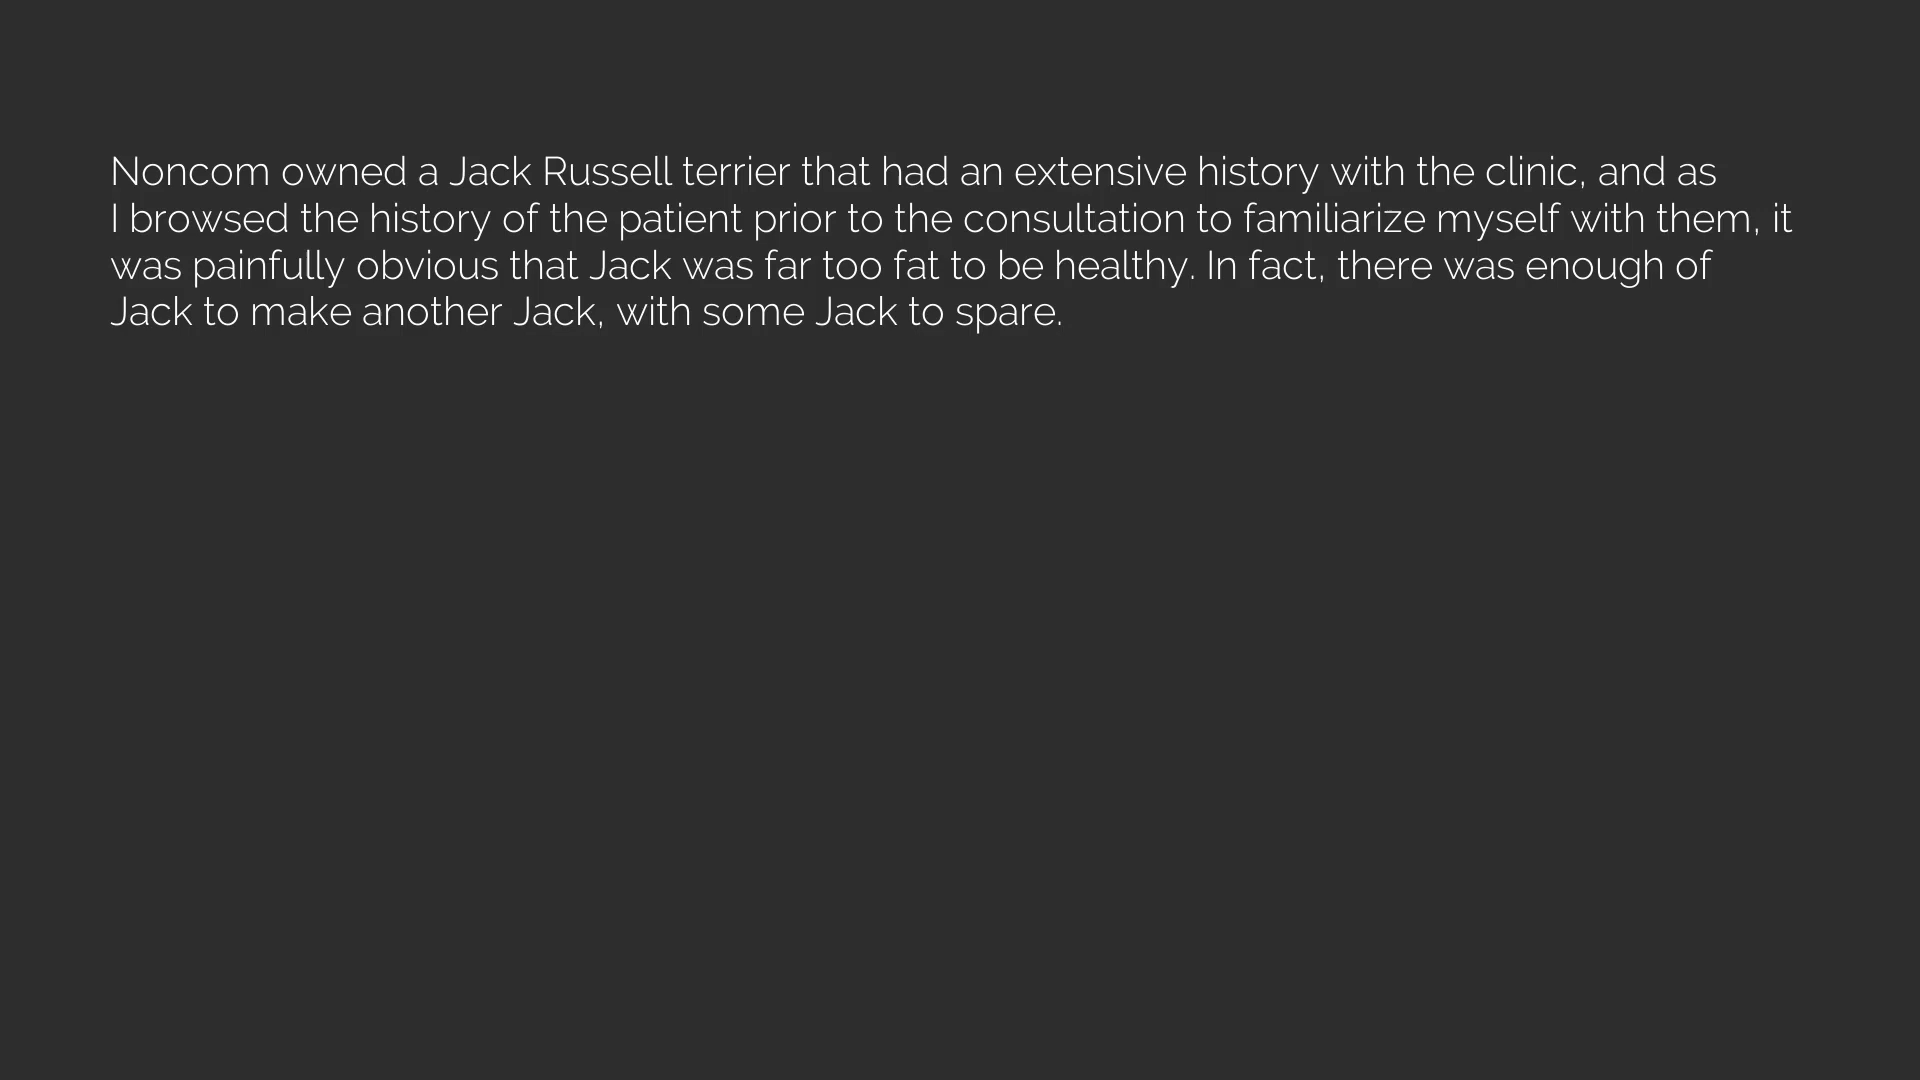 Noncom owned a Jack Russell terrier that had an extensive history with the clinic, and as
I browsed the history of the patient prior to the consultation to familiarize myself with them, it
was painfully obvious that Jack was far too fat to be healthy. In fact, there was enough of
Jack to make another Jack, with some Jack to spare.